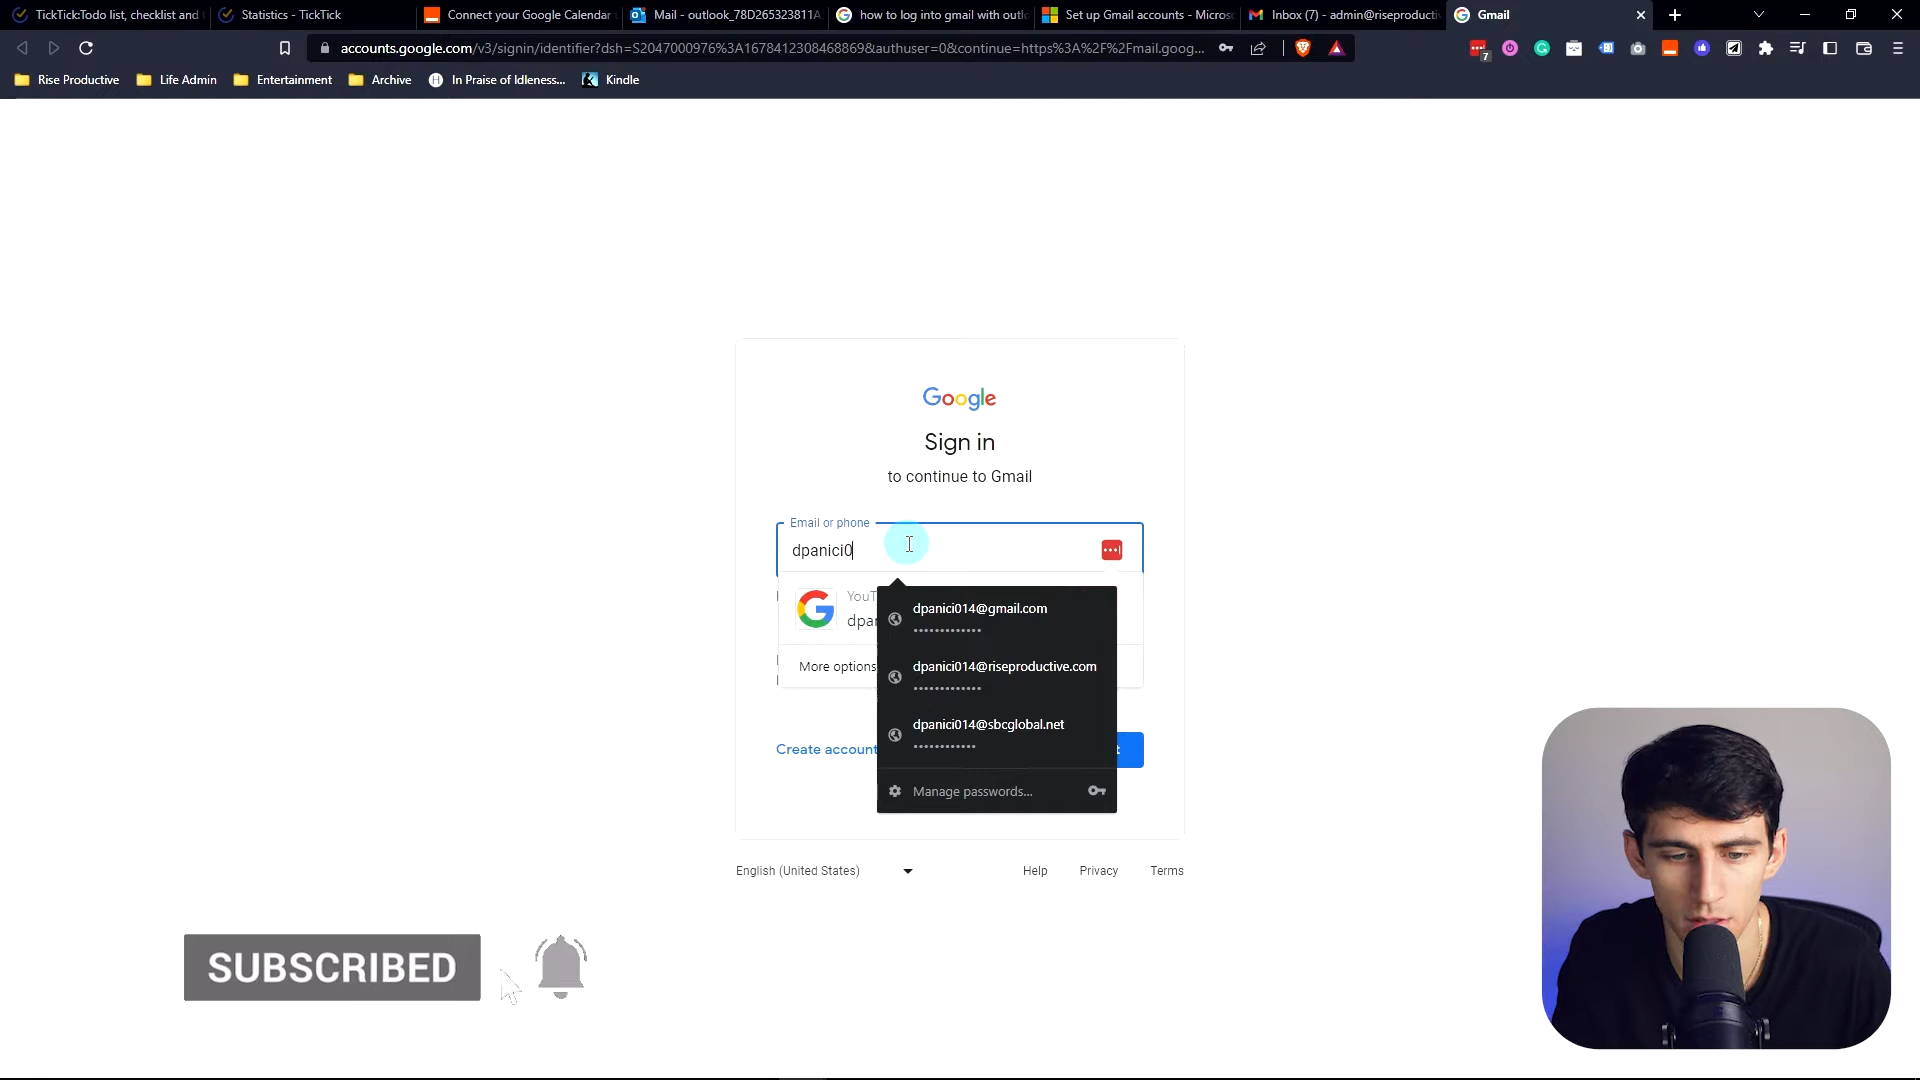 TickTick:Todo list, checklist and
Statistics - TickTick
Connect your Google Calendar
Mail - outlook_78D265323811A
how to log into gmail with outl
Set up Gmail accounts - Micros
Inbox (7) - admin@riseproducti
Gmail
accounts.google.com/v3/signin/identifier?dsh=S2047000976%3A1678412308468869&authuser=0&continue=https%3A%2F%2Fmail.goog...
7
Rise Productive
Life Admin
Entertainment
Archive
In Praise of Idleness...
Kindle
Google
Sign in
to continue to Gmail
Email or phone
dpanici0
YouT
dpan
More options
dpanici014@gmail.com
•••••••••••••
dpanici014@riseproductive.com
•••••••••••••
dpanici014@sbcglobal.net
••••••••••••
Manage passwords...
Create account
English (United States)
Help
Privacy
Terms
SUBSCRIBED